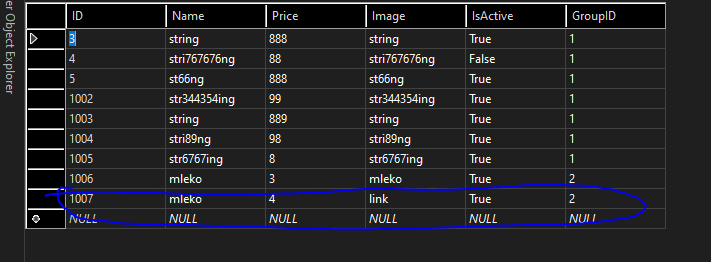 er Object Explorer
ID Name Price Image IsActive GroupID
3 string 888 string True 1
4 stri767676ng 88 stri767676ng False 1
5 st66ng 888 st66ng True 1
1002 str344354ing 99 str344354ing True 1
1003 string 889 string True 1
1004 stri89ng 98 stri89ng True 1
1005 str6767ing 8 str6767ing True 1
1006 mleko 3 mleko True 2
1007 mleko 4 link True 2
NULL NULL NULL NULL NULL NULL